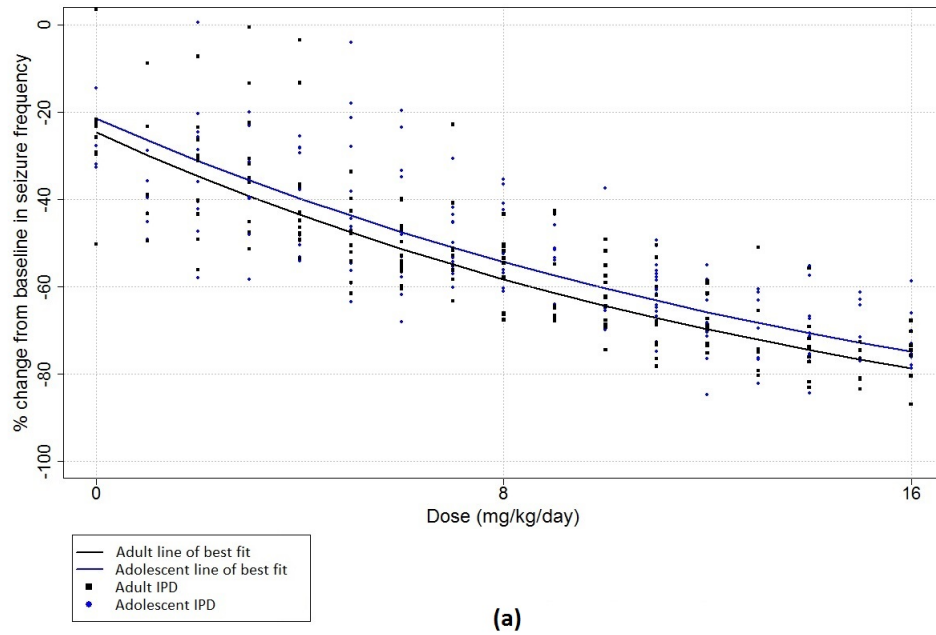 % change from baseline in seizure frequency
0
-20
-40
-60
-80
-100
0
8
16
Dose (mg/kg/day)
Adult line of best fit
Adolescent line of best fit
Adult IPD
Adolescent IPD
(a)